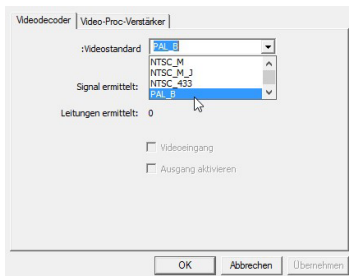 Videodecoder Video-Proc-Verstärker
:Videostandard PAL_B
NTSC_M
NTSC_M_J
NTSC_433
PAL_B
Signal ermittelt:
Leitungen ermittelt: 0
Videoeingang
Ausgang aktivieren
OK Abbrechen Übernehmen